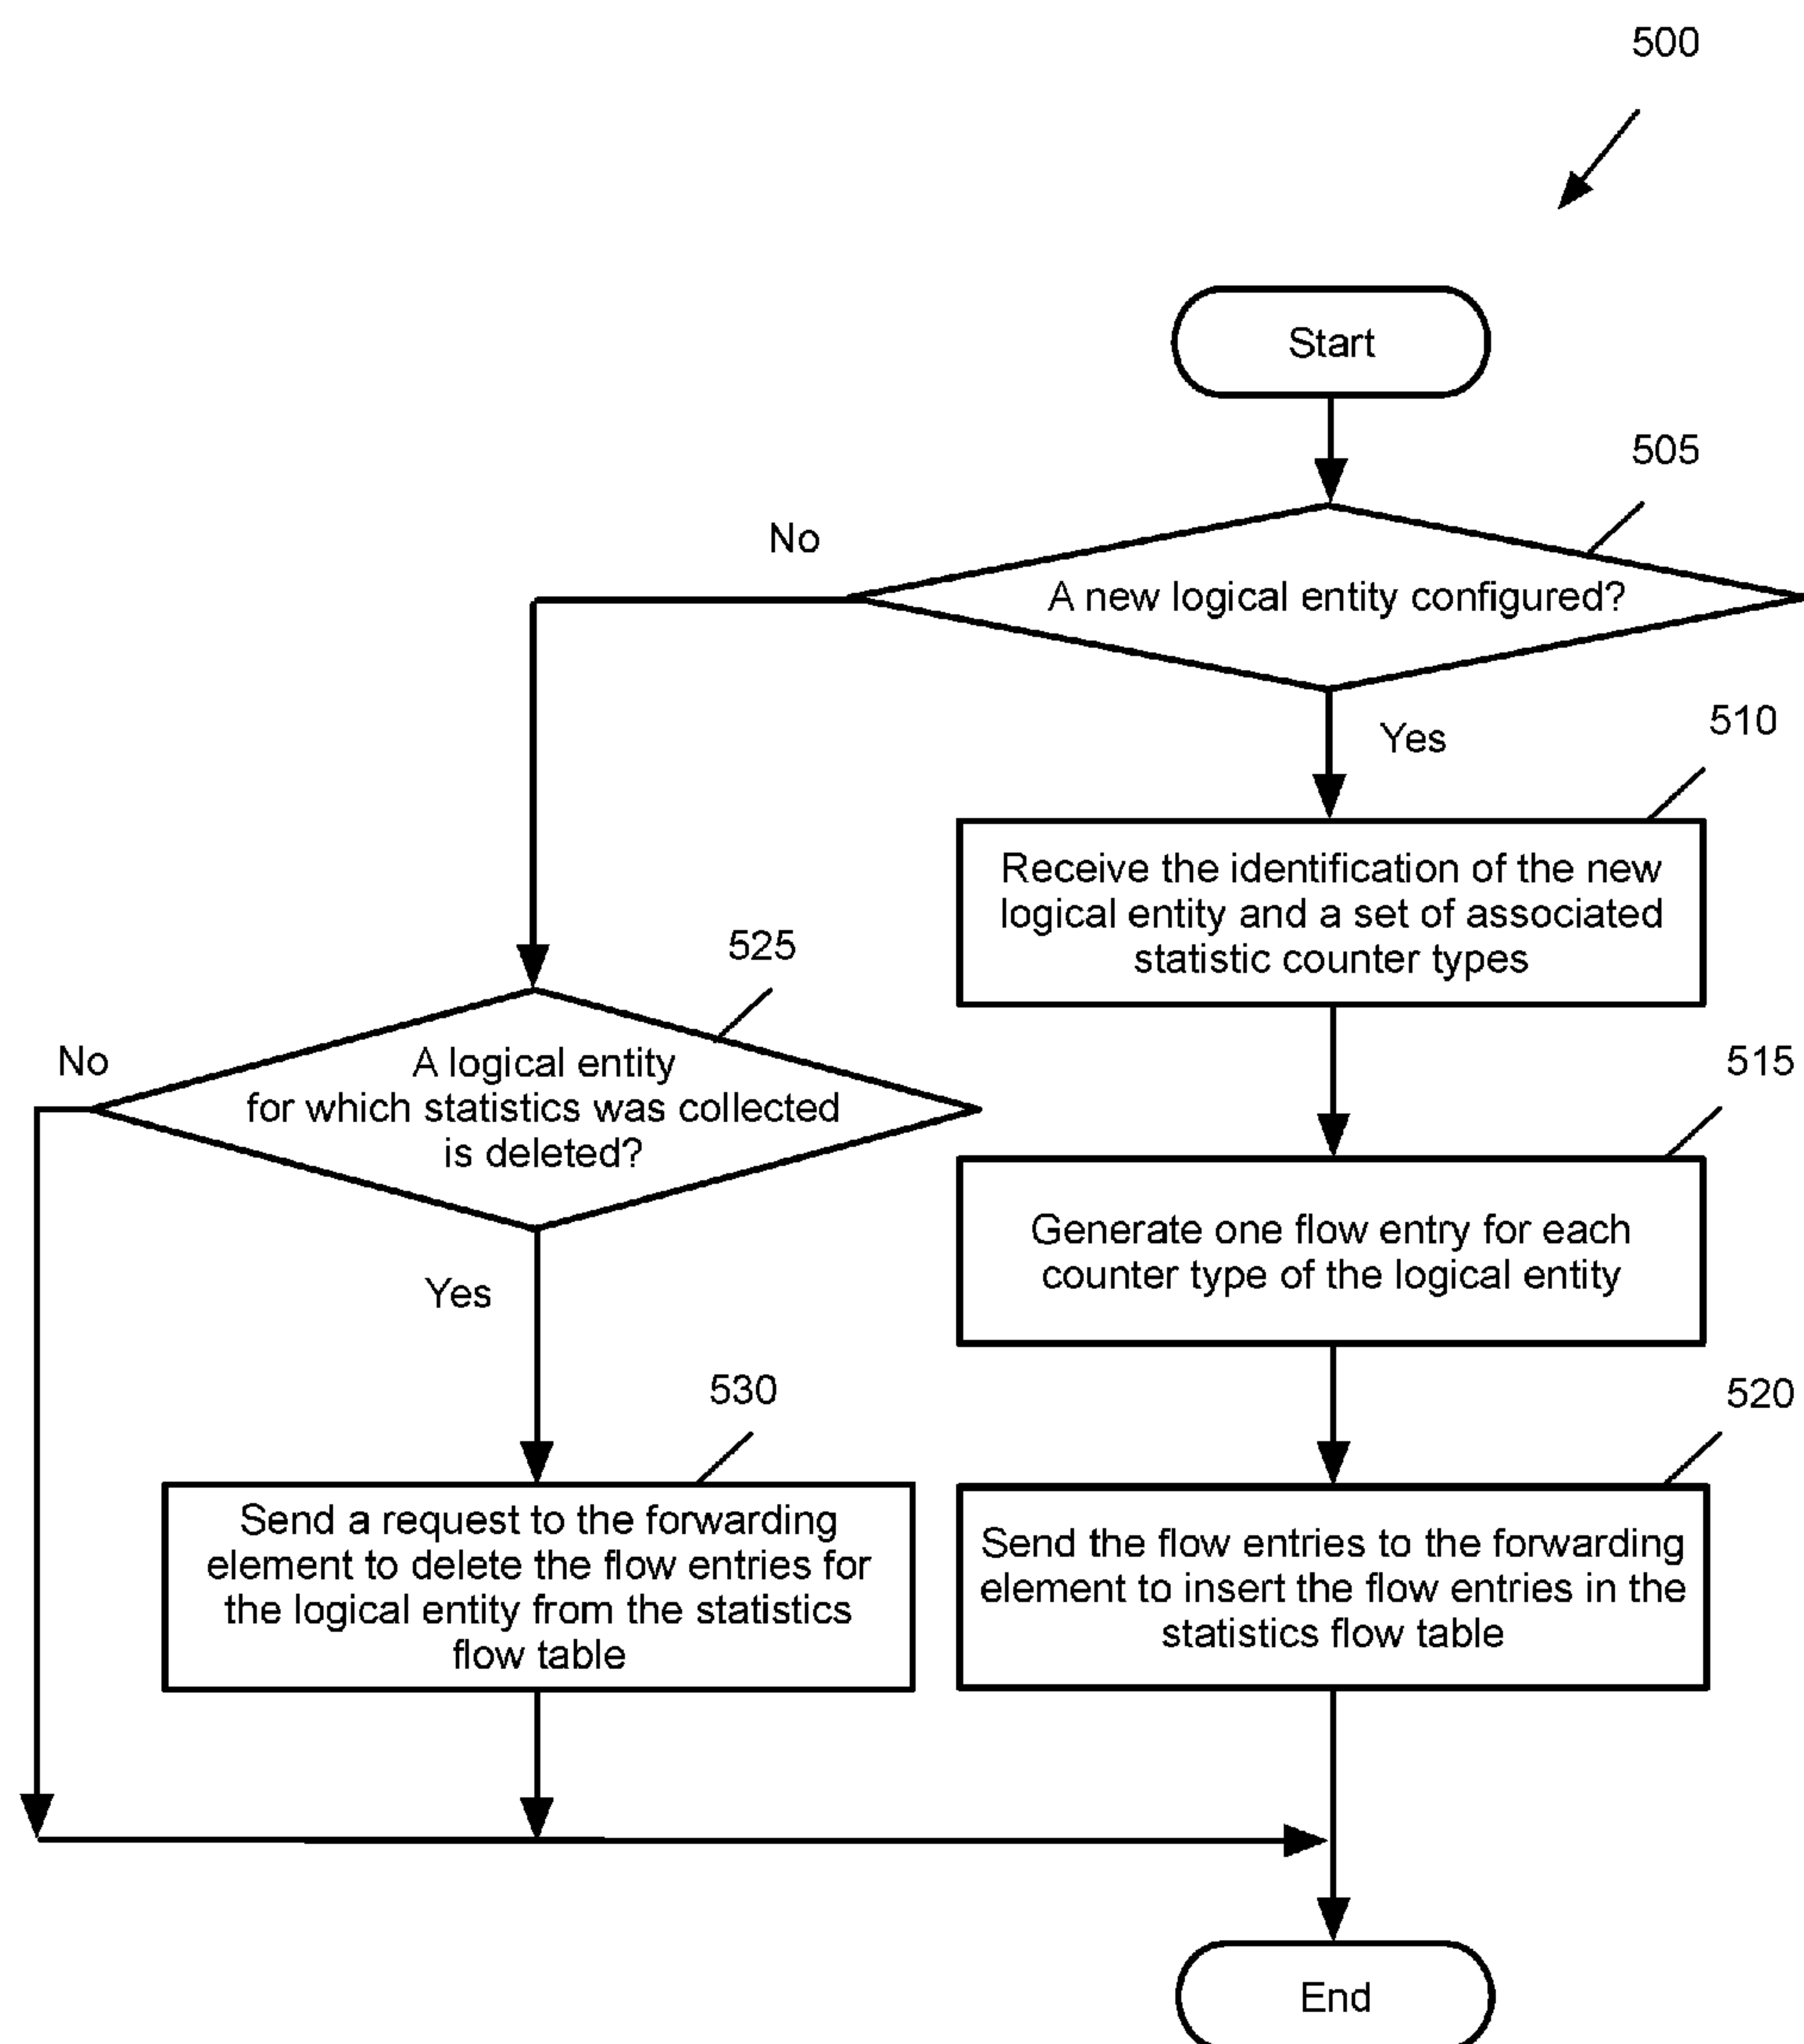 500
Start
505
No
A new logical entity configured?
Yes
510
Receive the identification of the new
logical entity and a set of associated
statistic counter types
525
No
A logical entity
for which statistics was collected
is deleted?
515
Generate one flow entry for each
counter type of the logical entity
Yes
530
520
Send a request to the forwarding
element to delete the flow entries for
the logical entity from the statistics
flow table
Send the flow entries to the forwarding
element to insert the flow entries in the
statistics flow table
End